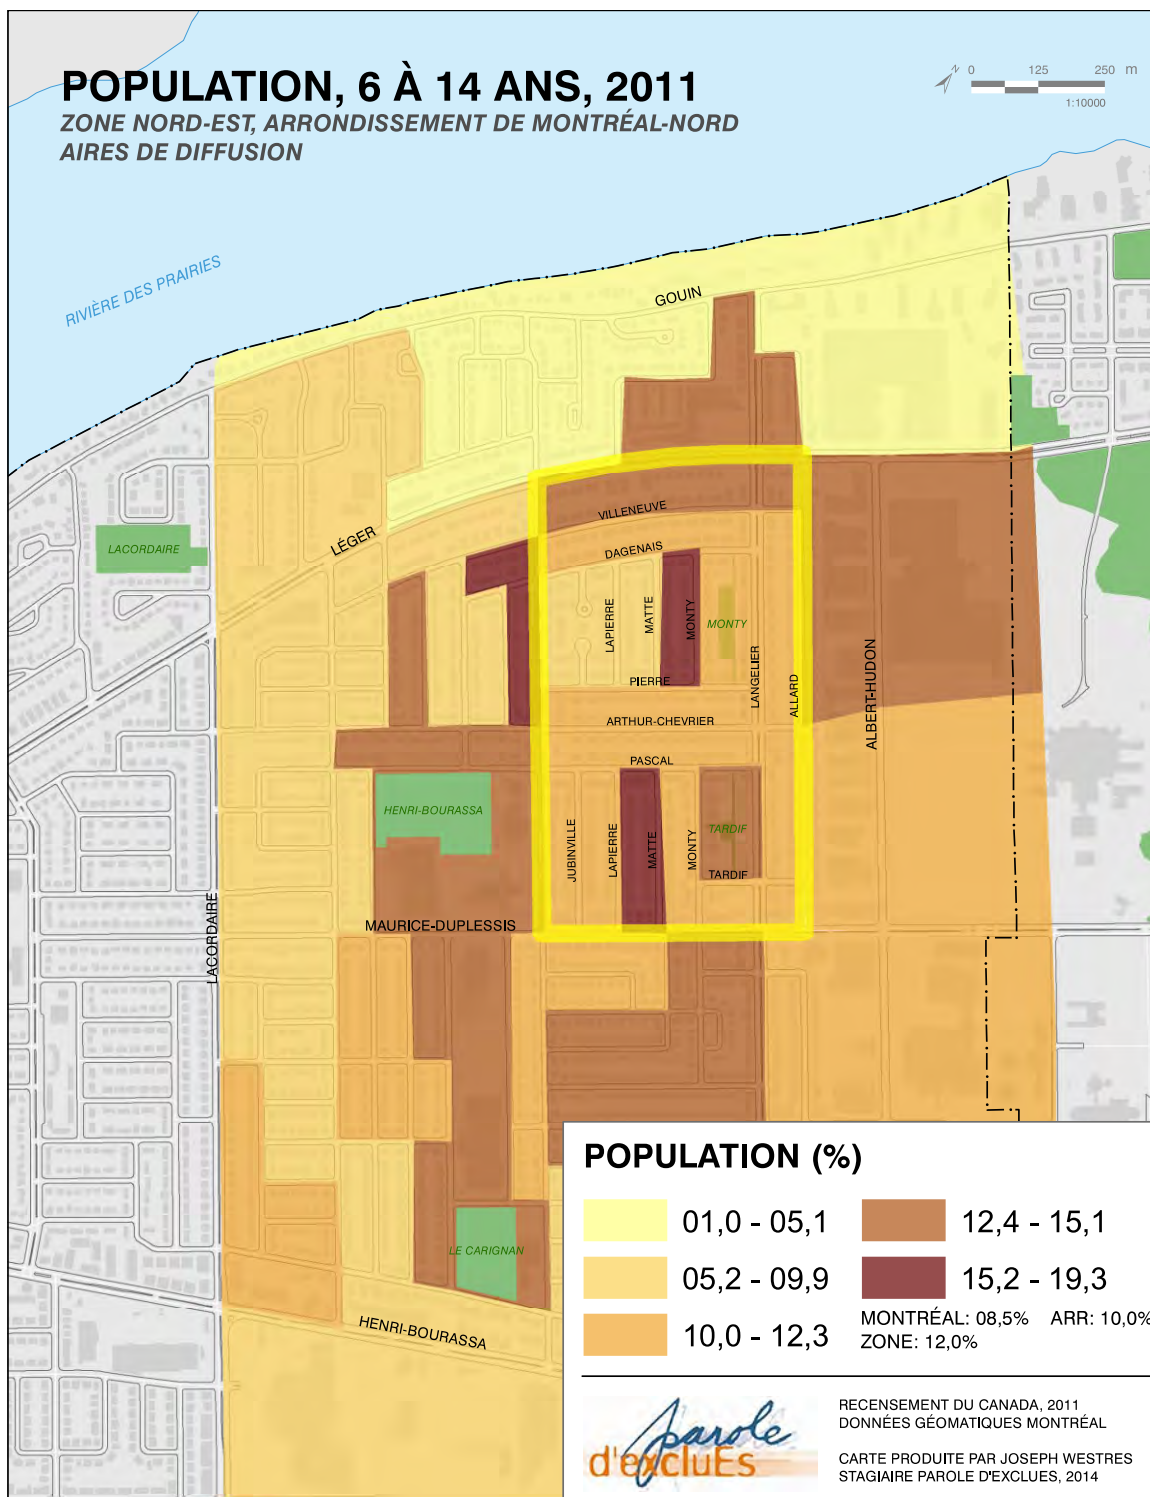 POPULATION, 6 À 14 ANS, 2011
ZONE NORD-EST, ARRONDISSEMENT DE MONTRÉAL-NORD
AIRES DE DIFFUSION
N
0 125 250 m
1:10000
RIVIÈRE DES PRAIRIES
GOUIN
LACORDAIRE
LÉGER
VILLENEUVE
DAGENAIS
LAPIERRE
MATTE
MONTY
MONTY
LANGELIER
ALLARD
ALBERT-HUDON
PIERRE
ARTHUR-CHEVRIER
PASCAL
HENRI-BOURASSA
JUBINVILLE
LAPIERRE
MATTE
MONTY
TARDIF
TARDIF
MAURICE-DUPLESSIS
LACORDAIRE
LE CARIGNAN
HENRI-BOURASSA
POPULATION (%)
01,0 - 05,1
05,2 - 09,9
10,0 - 12,3
12,4 - 15,1
15,2 - 19,3
MONTRÉAL: 08,5% ARR: 10,0%
ZONE: 12,0%
parole
d'excluEs
RECENSEMENT DU CANADA, 2011
DONNÉES GÉOMATIQUES MONTRÉAL
CARTE PRODUITE PAR JOSEPH WESTRES
STAGIAIRE PAROLE D'EXCLUES, 2014